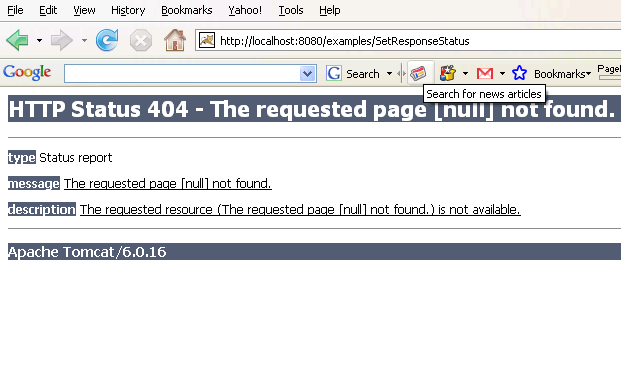 File Edit View History Bookmarks Yahoo! Tools Help
http://localhost:8080/examples/SetResponseStatus
Google G Search M Bookmarks PageR
Search for news articles
HTTP Status 404 - The requested page [null] not found.
type Status report
message The requested page [null] not found.
description The requested resource (The requested page [null] not found.) is not available.
Apache Tomcat/6.0.16